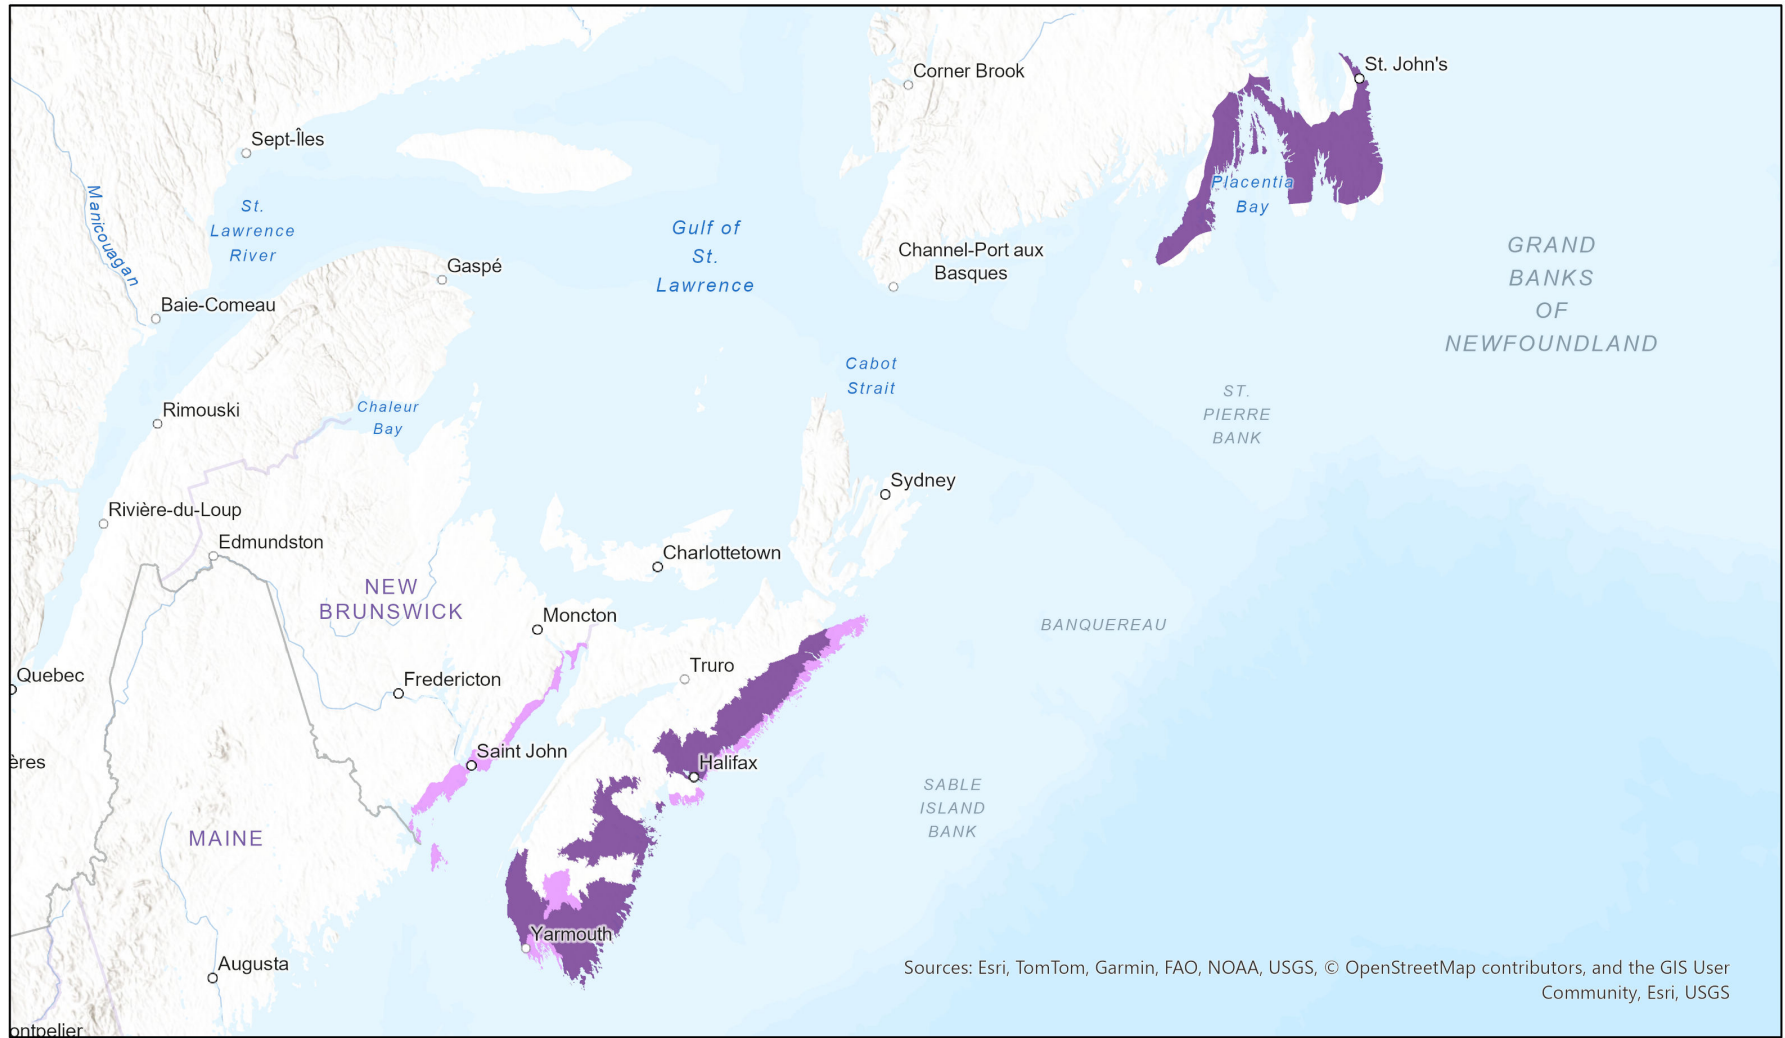 St. John's
Corner Brook
Sept-Îles
Manicouagan
Placentia
Bay
St.
Lawrence
River
Gulf of
St.
Lawrence
GRAND
BANKS
OF
NEWFOUNDLAND
Channel-Port aux
Basques
Gaspé
Baie-Comeau
Cabot
Strait
ST.
PIERRE
BANK
Rimouski
Chaleur
Bay
Sydney
Rivière-du-Loup
Edmundston
Charlottetown
NEW
BRUNSWICK
Moncton
BANQUEREAU
Quebec
Fredericton
Truro
Saint John
Halifax
ères
SABLE
ISLAND
BANK
MAINE
Yarmouth
Augusta
Sources: Esri, TomTom, Garmin, FAO, NOAA, USGS, © OpenStreetMap contributors, and the GIS User
Community, Esri, USGS
ontpelier